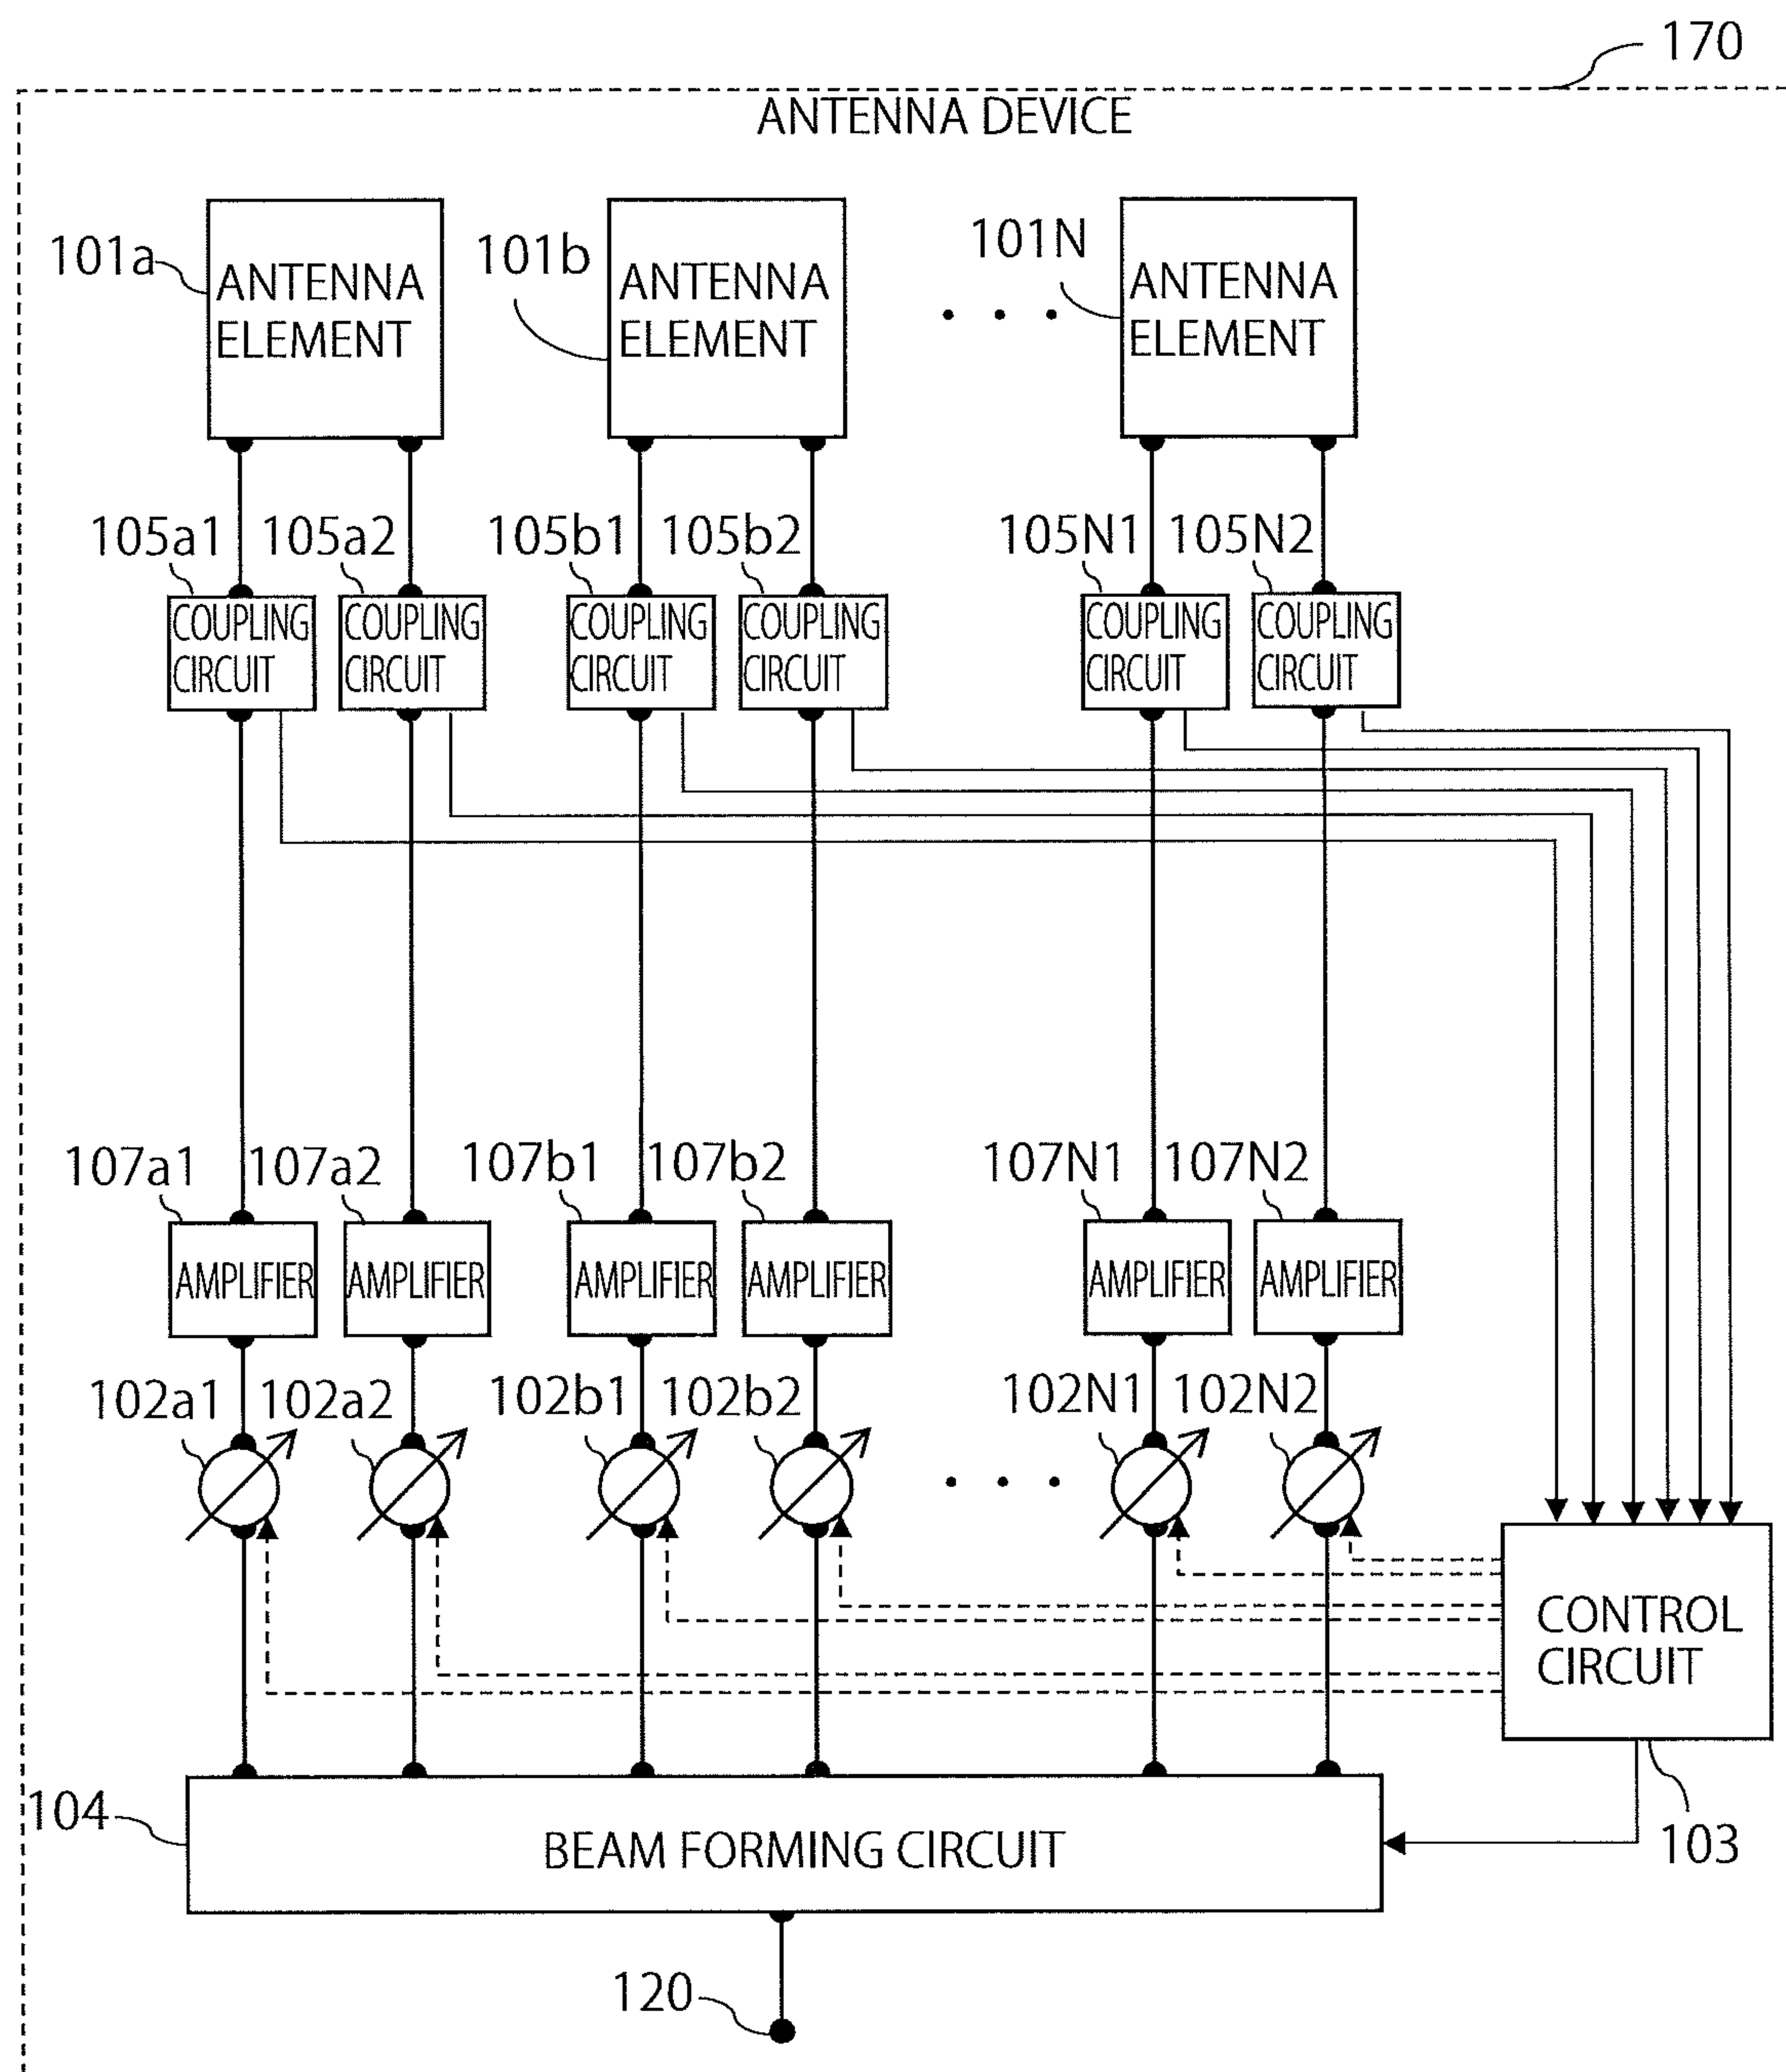 170
ANTENNA DEVICE
101a
ANTENNA
ELEMENT
101b
ANTENNA
ELEMENT
. . .
101N
ANTENNA
ELEMENT
105a1
105a2
105b1
105b2
105N1
105N2
COUPLING
CIRCUIT
COUPLING
CIRCUIT
COUPLING
CIRCUIT
COUPLING
CIRCUIT
COUPLING
CIRCUIT
COUPLING
CIRCUIT
107a1
107a2
107b1
107b2
107N1
107N2
AMPLIFIER
AMPLIFIER
AMPLIFIER
AMPLIFIER
AMPLIFIER
AMPLIFIER
102a1
102a2
102b1
102b2
102N1
102N2
. . .
CONTROL
CIRCUIT
104
BEAM FORMING CIRCUIT
103
120